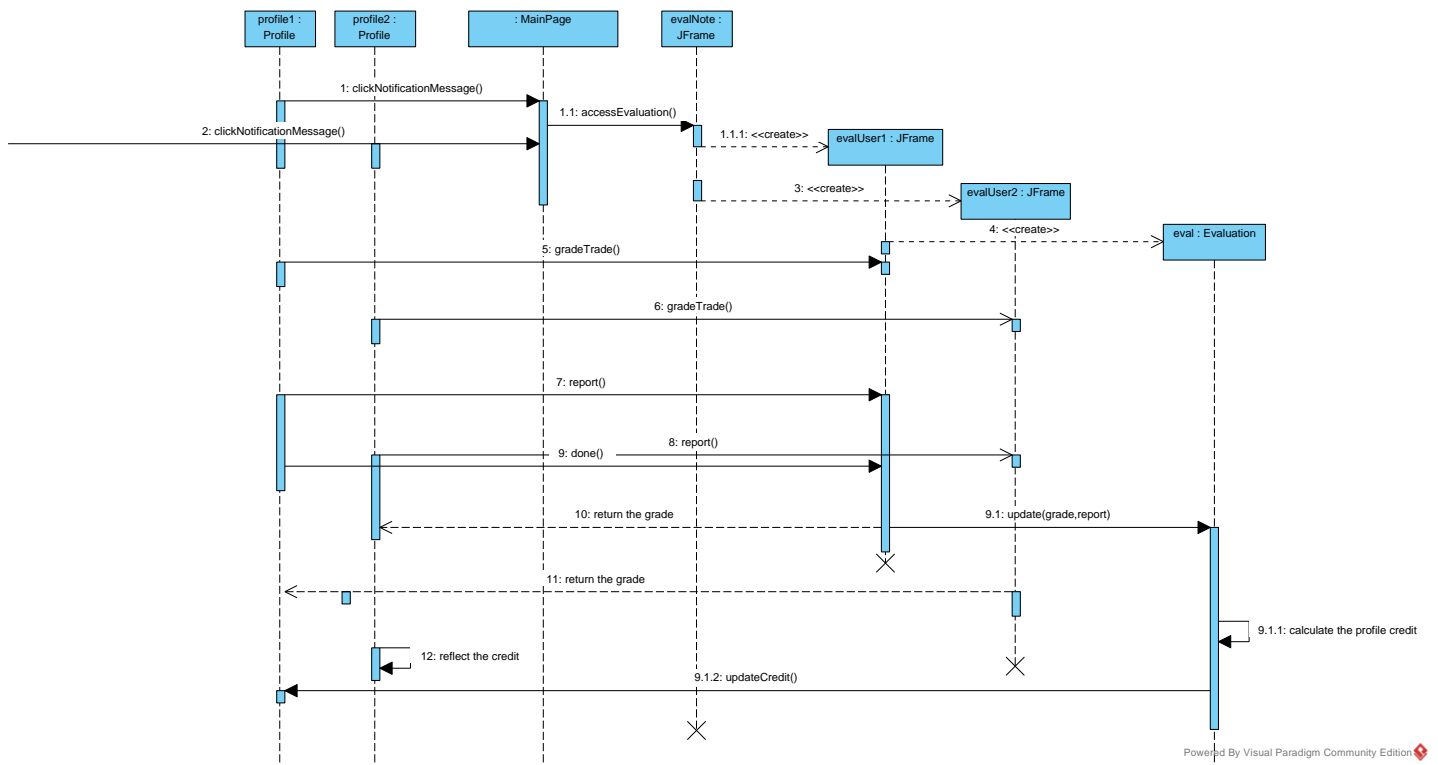 profile1 :
Profile
profile2 :
Profile
: MainPage
evalNote :
JFrame
1: clickNotificationMessage()
1.1: accessEvaluation()
2: clickNotificationMessage()
1.1.1: <<create>>
evalUser1 : JFrame
3: <<create>>
evalUser2 : JFrame
4: <<create>>
eval : Evaluation
5: gradeTrade()
6: gradeTrade()
7: report()
8: report()
9: done()
10: return the grade
9.1: update(grade,report)
11: return the grade
9.1.1: calculate the profile credit
12: reflect the credit
9.1.2: updateCredit()
Powered By Visual Paradigm Community Edition